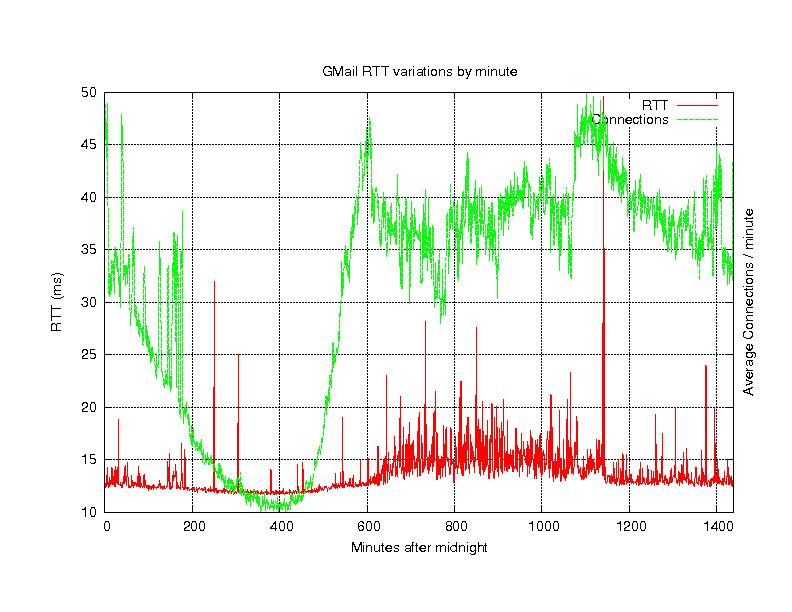 GMail RTT variations by minute
50
45
40
35
30
25
20
15
10
RTT (ms)
RTT
Connections
Average Connections / minute
0 200 400 600 800 1000 1200 1400
Minutes after midnight